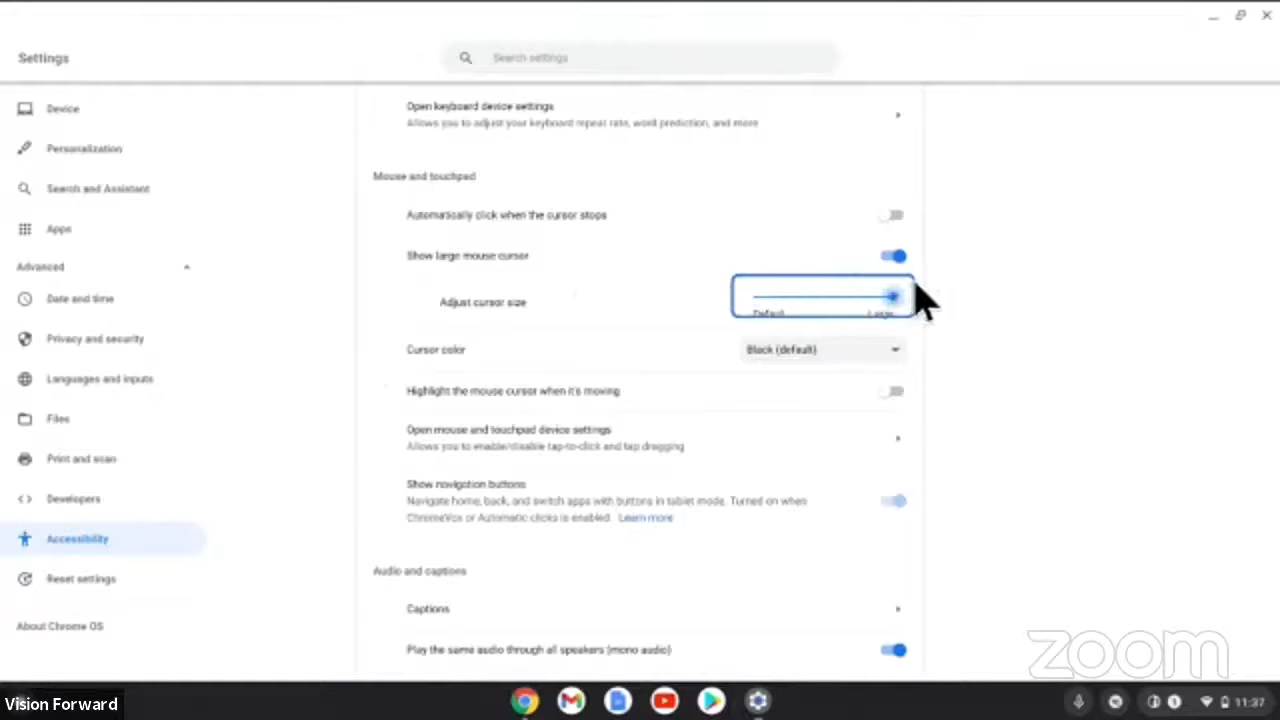 Settings
Search settings
Device
Personalization
Search and Assistant
Apps
Advanced
Date and time
Privacy and security
Languages and inputs
Files
Print and scan
Developers
Accessibility
Reset settings
About Chrome OS
Open keyboard device settings
Allows you to adjust your keyboard repeat rate, word prediction, and more
Mouse and touchpad
Automatically click when the cursor stops
Show large mouse cursor
Adjust cursor size
Default Large
Cursor color
Black (default)
Highlight the mouse cursor when it's moving
Open mouse and touchpad device settings
Allows you to enable/disable tap-to-click and tap dragging
Show navigation buttons
Navigate home, back, and switch apps with buttons in tablet mode. Turned on when
ChromeVox or Automatic clicks is enabled. Learn more
Audio and captions
Captions
Play the same audio through all speakers (mono audio)
zoom
Vision Forward
11:37